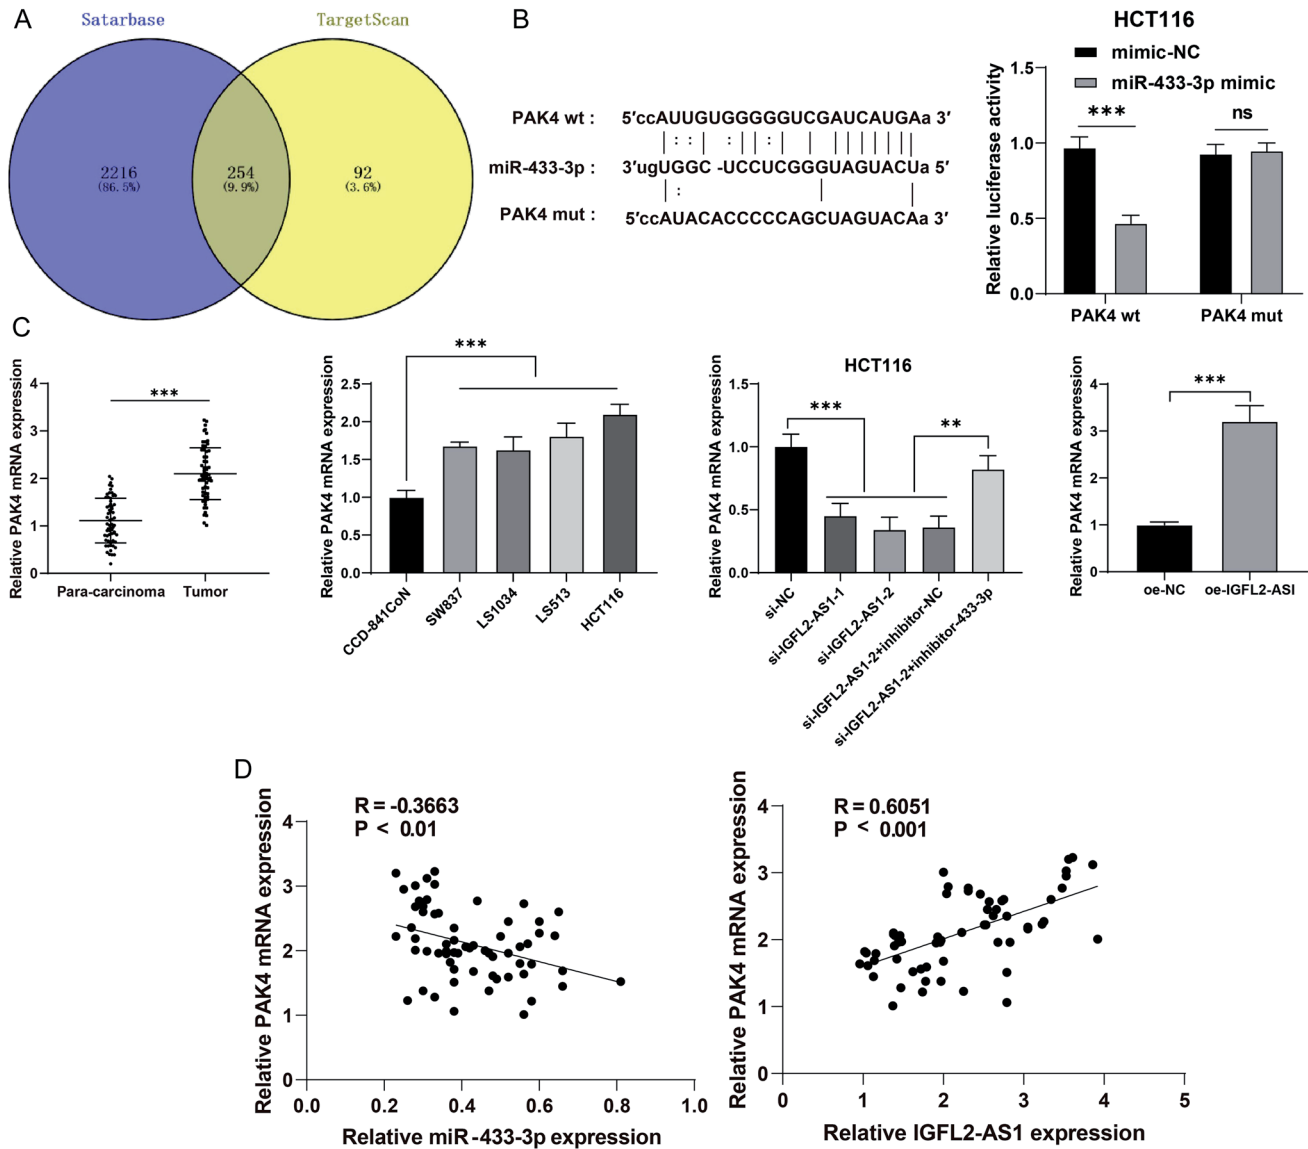 A
Satarbase
TargetScan
2216
(86.5%)
254
(9.9%)
92
(3.6%)
B
PAK4 wt :
5'ccAUUGUGGGGGUCGAUCAUGAa 3'
miR-433-3p :
3'ugUGGC -UCCUCGGGUAGUACUa 5'
PAK4 mut :
5'ccAUACACCCCCAGCUAGUACAa 3'
HCT116
mimic-NC
miR-433-3p mimic
Relative luciferase activity
1.5
1.0
0.5
0.0
***
ns
PAK4 wt
PAK4 mut
C
Relative PAK4 mRNA expression
4
3
2
1
0
***
Para-carcinoma
Tumor
Relative PAK4 mRNA expression
2.5
2.0
1.5
1.0
0.5
0.0
***
CCD-841CoN
SW837
LS1034
LS513
HCT116
HCT116
Relative PAK4 mRNA expression
1.5
1.0
0.5
0.0
***
**
si-NC
si-IGFL2-AS1-1
si-IGFL2-AS1-2
si-IGFL2-AS1-2+inhibitor-NC
si-IGFL2-AS1-2+inhibitor-433-3p
Relative PAK4 mRNA expression
4
3
2
1
0
***
oe-NC
oe-IGFL2-ASI
D
Relative PAK4 mRNA expression
R = -0.3663
P < 0.01
4
3
2
1
0
0.0
0.2
0.4
0.6
0.8
1.0
Relative miR-433-3p expression
Relative PAK4 mRNA expression
R = 0.6051
P < 0.001
4
3
2
1
0
0
1
2
3
4
5
Relative IGFL2-AS1 expression